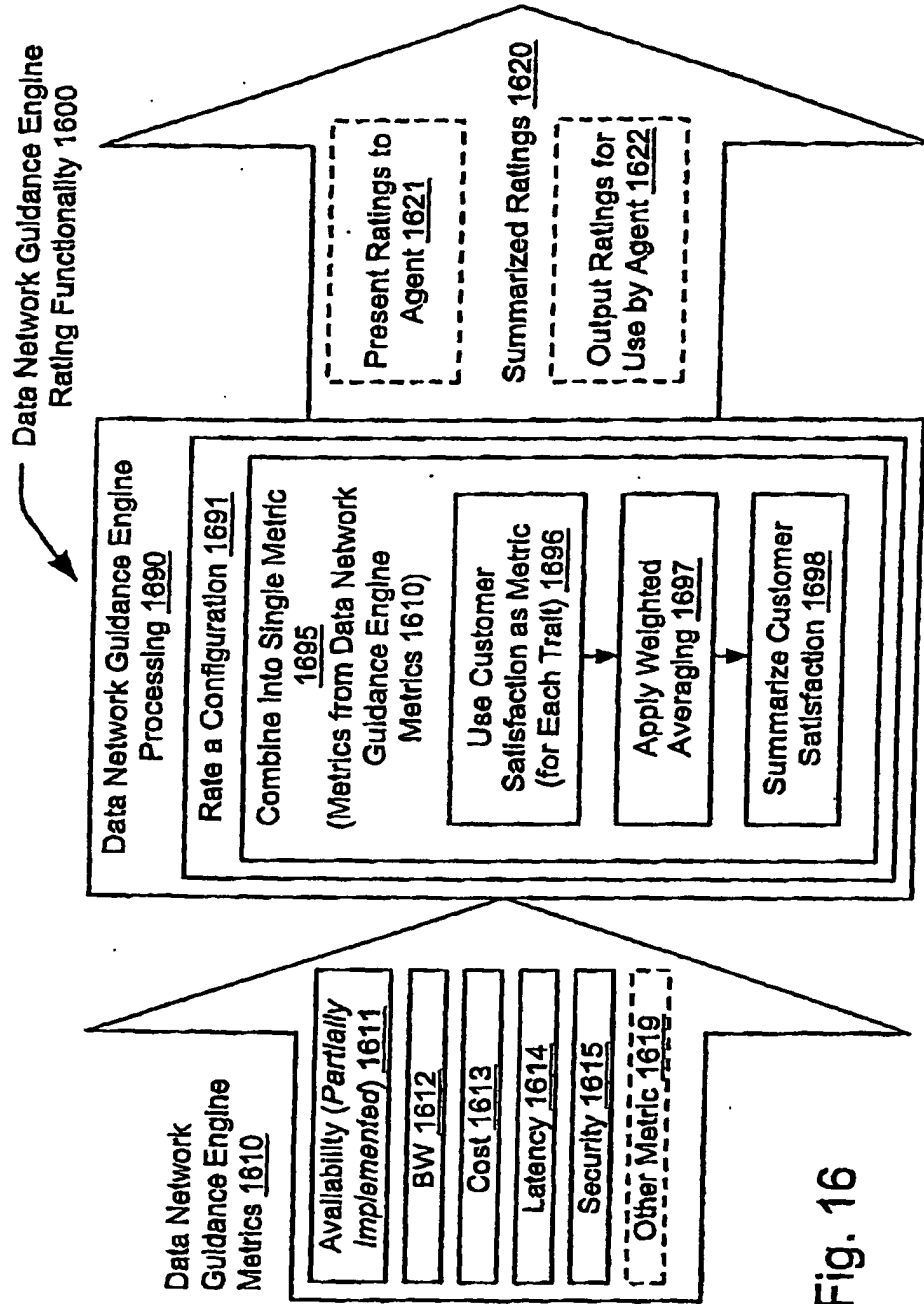 Data Network Guidance Engine
Rating Functionality 1600
Data Network
Guidance Engine
Metrics 1610
Availability (Partially
Implemented) 1611
BW 1612
Cost 1613
Latency 1614
Security 1615
Other Metric 1619
Data Network Guidance Engine
Processing 1690
Rate a Configuration 1691
Combine Into Single Metric
1695
(Metrics from Data Network
Guidance Engine
Metrics 1610)
Use Customer
Satisfaction as Metric
(for Each Trait) 1696
Apply Weighted
Averaging 1697
Summarize Customer
Satisfaction 1698
Present Ratings to
Agent 1621
Summarized Ratings 1620
Output Ratings for
Use by Agent 1622
Fig. 16